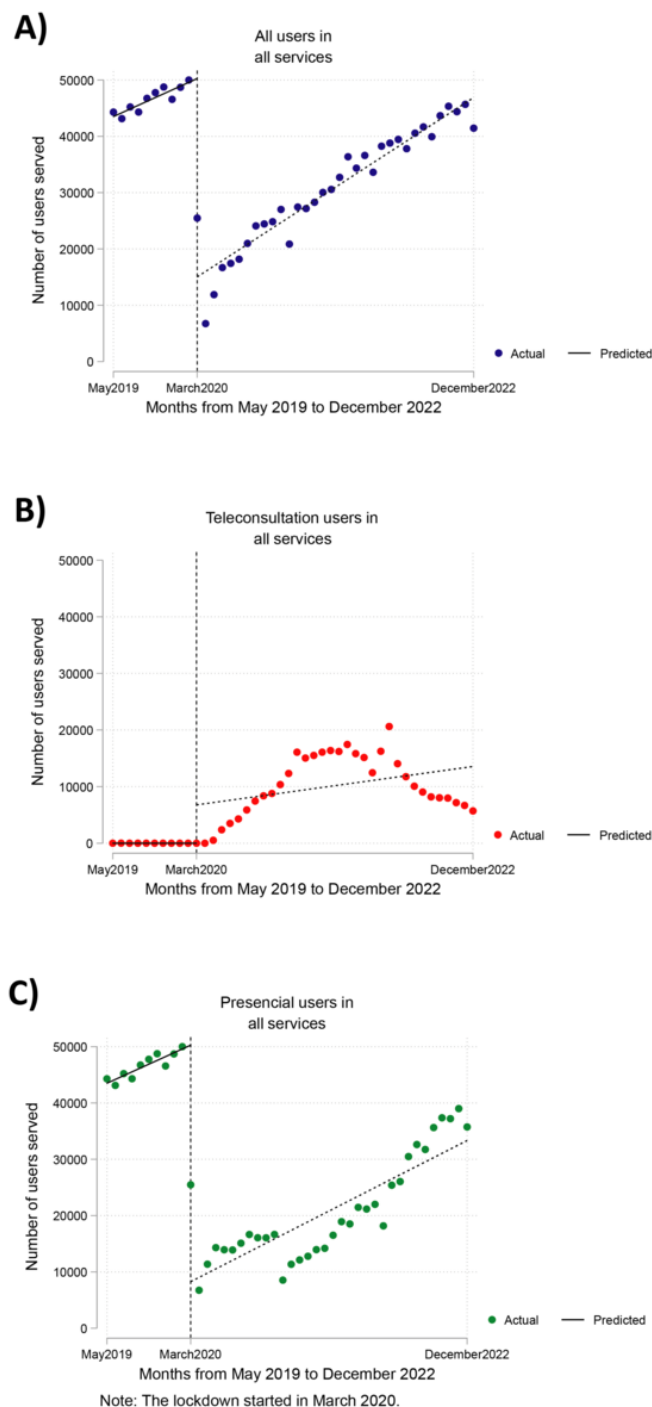 A)
All users in
all services
50000
40000
30000
20000
10000
0
Number of users served
Actual
Predicted
May2019
March2020
December2022
Months from May 2019 to December 2022
B)
Teleconsultation users in
all services
50000
40000
30000
20000
10000
0
Number of users served
Actual
Predicted
May2019
March2020
December2022
Months from May 2019 to December 2022
C)
Presencial users in
all services
50000
40000
30000
20000
10000
0
Number of users served
Actual
Predicted
May2019
March2020
December2022
Months from May 2019 to December 2022
Note: The lockdown started in March 2020.